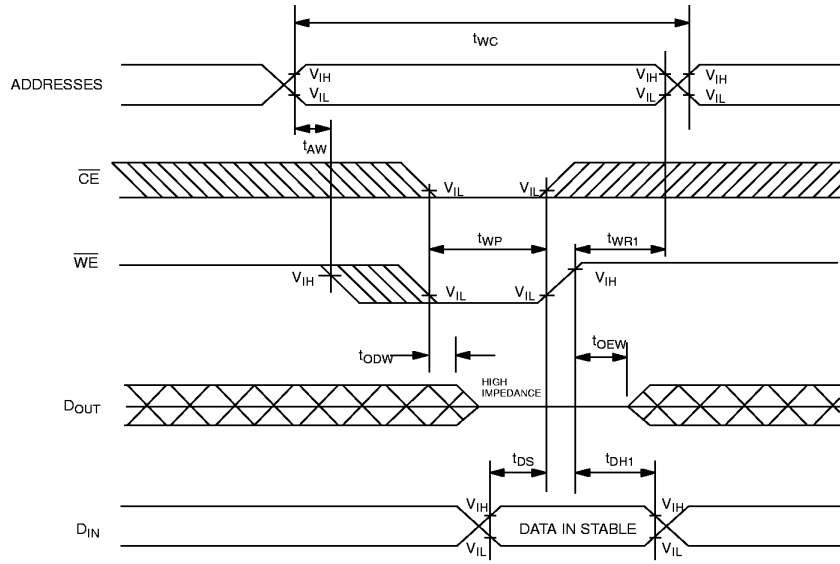 tWC
ADDRESSES
VIH VIH VIH
VIL VIL VIL
tAW
CE
VIL VIL
tWP tWR1
WE
VIH VIH
VIL VIL
tODW tOEW
HIGH
IMPEDANCE
DOUT
tDS tDH1
VIH VIH
DIN DATA IN STABLE
VIL VIL